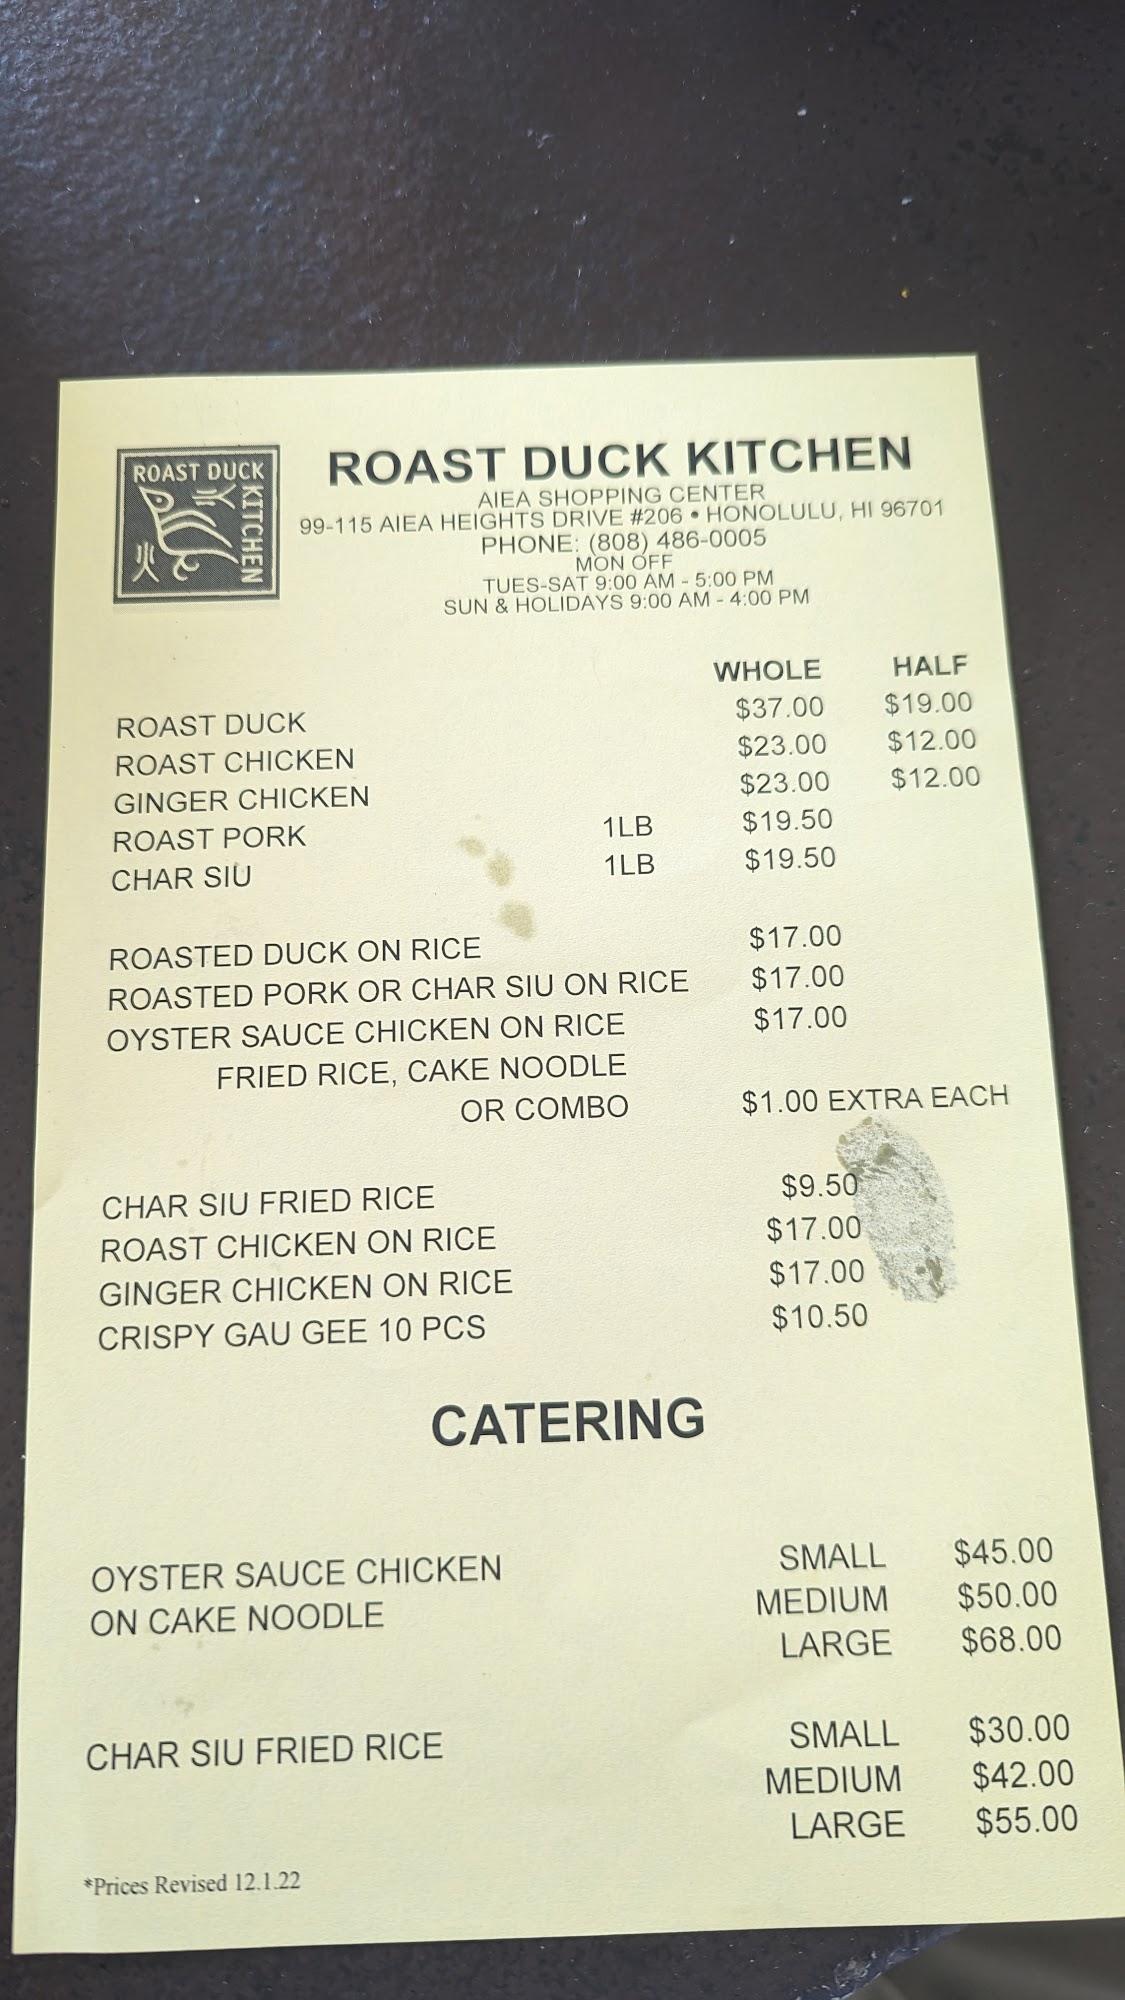 ROAST DUCK
KITCHEN
火
ROAST DUCK KITCHEN
AIEA SHOPPING CENTER
99-115 AIEA HEIGHTS DRIVE #206 • HONOLULU, HI 96701
PHONE: (808) 486-0005
MON OFF
TUES-SAT 9:00 AM - 5:00 PM
SUN & HOLIDAYS 9:00 AM - 4:00 PM
WHOLE HALF
ROAST DUCK $37.00 $19.00
ROAST CHICKEN $23.00 $12.00
GINGER CHICKEN $23.00 $12.00
ROAST PORK 1LB $19.50
CHAR SIU 1LB $19.50
ROASTED DUCK ON RICE $17.00
ROASTED PORK OR CHAR SIU ON RICE $17.00
OYSTER SAUCE CHICKEN ON RICE $17.00
FRIED RICE, CAKE NOODLE
OR COMBO $1.00 EXTRA EACH
CHAR SIU FRIED RICE $9.50
ROAST CHICKEN ON RICE $17.00
GINGER CHICKEN ON RICE $17.00
CRISPY GAU GEE 10 PCS $10.50
CATERING
OYSTER SAUCE CHICKEN SMALL $45.00
ON CAKE NOODLE MEDIUM $50.00
LARGE $68.00
CHAR SIU FRIED RICE SMALL $30.00
MEDIUM $42.00
LARGE $55.00
*Prices Revised 12.1.22